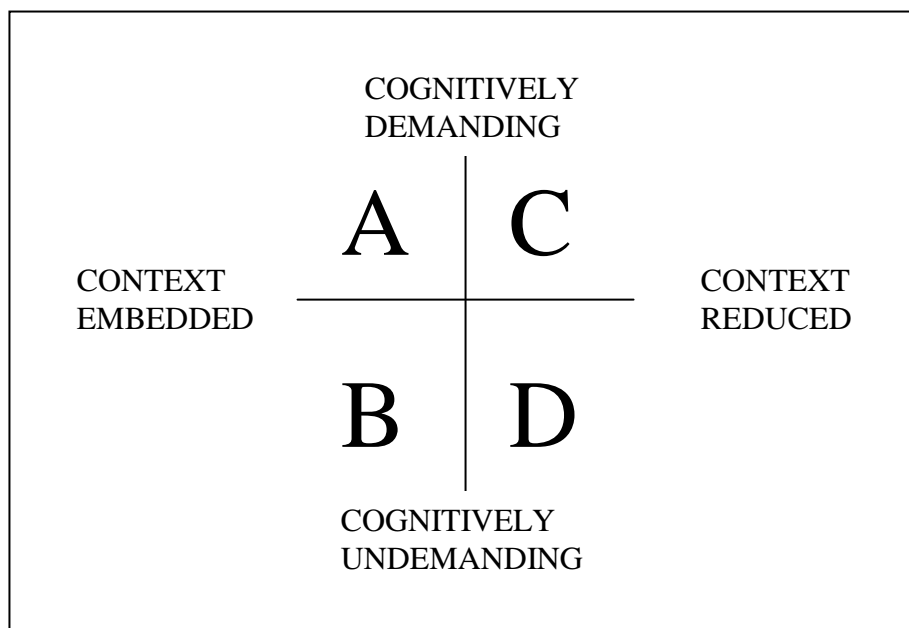 COGNITIVELY
DEMANDING
A C
CONTEXT
EMBEDDED
CONTEXT
REDUCED
B D
COGNITIVELY
UNDEMANDING